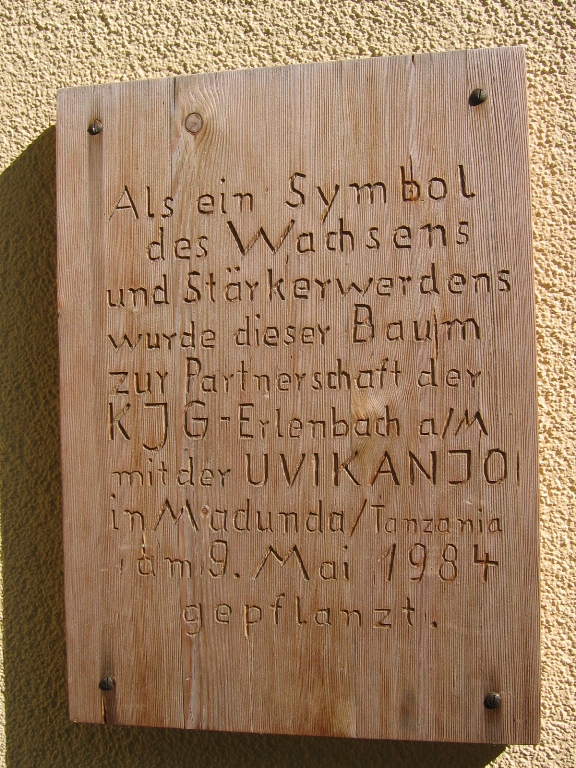 Als ein Symbol
des Wachsens
und Stärkerwerdens
wurde dieser Baum
zur Partnerschaft der
KJG-Erlenbach a/M
mit der UVIKANJO
in Madunda/Tanzania
am 9. Mai 1984
gepflanzt.